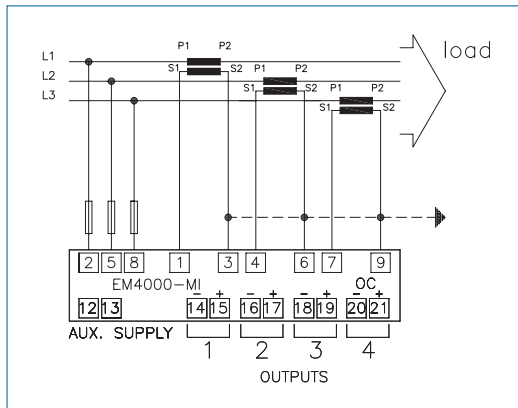 P1 P2
L1
S1 S2
P1 P2
load
L2
S1 S2
P1 P2
L3
S1 S2
2 5 8 1 3 4 6 7 9
EM4000-MI
OC
- + - + - + - +
12 13 14 15 16 17 18 19 20 21
AUX. SUPPLY
1 2 3 4
OUTPUTS